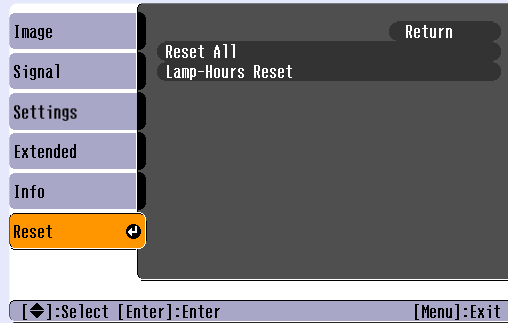 Image
Signal
Settings
Extended
Info
Reset
Return
Reset All
Lamp-Hours Reset
[◆]:Select [Enter]:Enter [Menu]:Exit